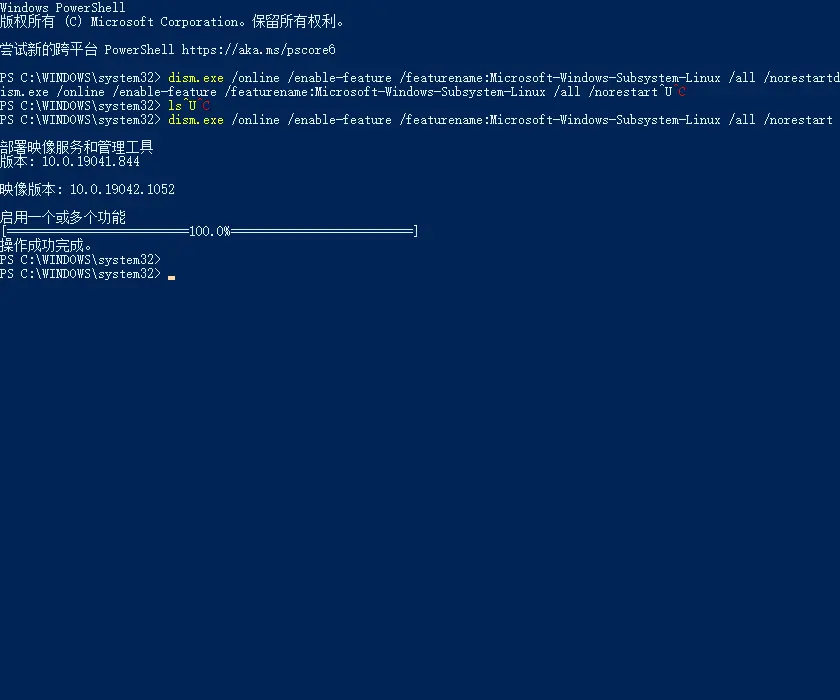 Windows PowerShell
版权所有 (C) Microsoft Corporation。保留所有权利。
尝试新的跨平台 PowerShell https://aka.ms/pscore6
PS C:\WINDOWS\system32> dism.exe /online /enable-feature /featurename:Microsoft-Windows-Subsystem-Linux /all /norestartd
ism.exe /online /enable-feature /featurename:Microsoft-Windows-Subsystem-Linux /all /norestart^U^C
PS C:\WINDOWS\system32> ls^U^C
PS C:\WINDOWS\system32> dism.exe /online /enable-feature /featurename:Microsoft-Windows-Subsystem-Linux /all /norestart
部署映像服务和管理工具
版本: 10.0.19041.844
映像版本: 10.0.19042.1052
启用一个或多个功能
[==========================100.0%==========================]
操作成功完成。
PS C:\WINDOWS\system32>
PS C:\WINDOWS\system32>